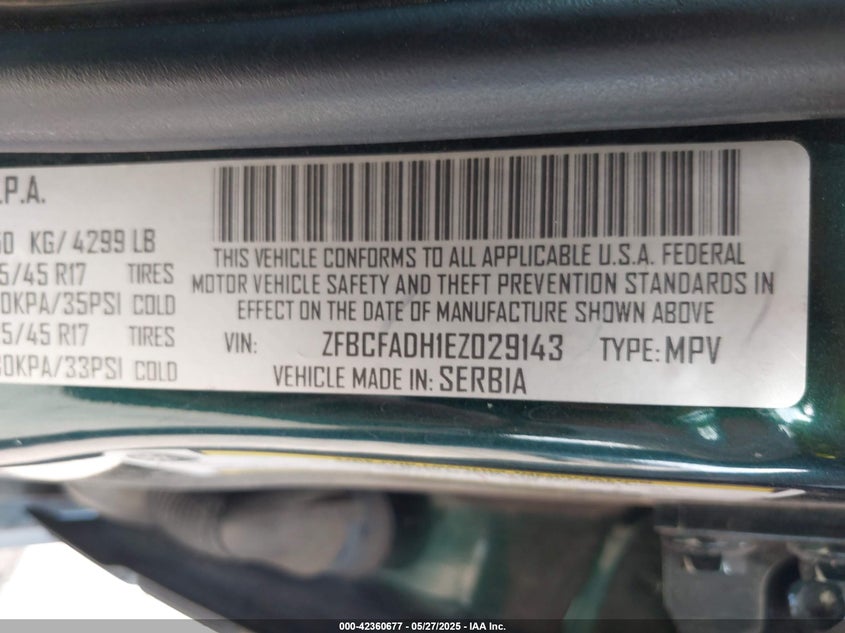 .P.A.
KG/ 4299 LB
5/45 R17 TIRES
0KPA/35PSI COLD
5/45 R17 TIRES
0KPA/33PSI COLD
THIS VEHICLE CONFORMS TO ALL APPLICABLE U.S.A. FEDERAL
MOTOR VEHICLE SAFETY AND THEFT PREVENTION STANDARDS IN
EFFECT ON THE DATE OF MANUFACTURE SHOWN ABOVE
VIN: ZFBCFADH1EZ029143 TYPE: MPV
VEHICLE MADE IN: SERBIA
000-42360677 - 05/27/2025 - IAA Inc.